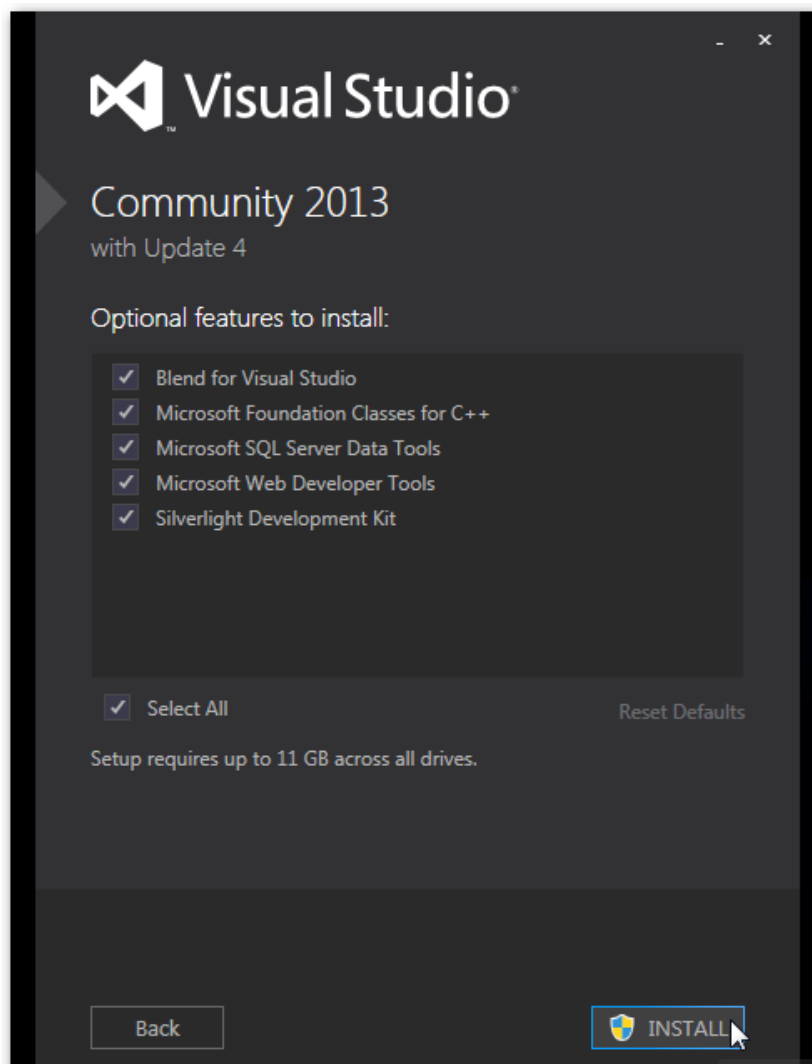 Visual Studio®
™
Community 2013
with Update 4
Optional features to install:
Blend for Visual Studio
Microsoft Foundation Classes for C++
Microsoft SQL Server Data Tools
Microsoft Web Developer Tools
Silverlight Development Kit
Select All
Reset Defaults
Setup requires up to 11 GB across all drives.
Back
INSTALL